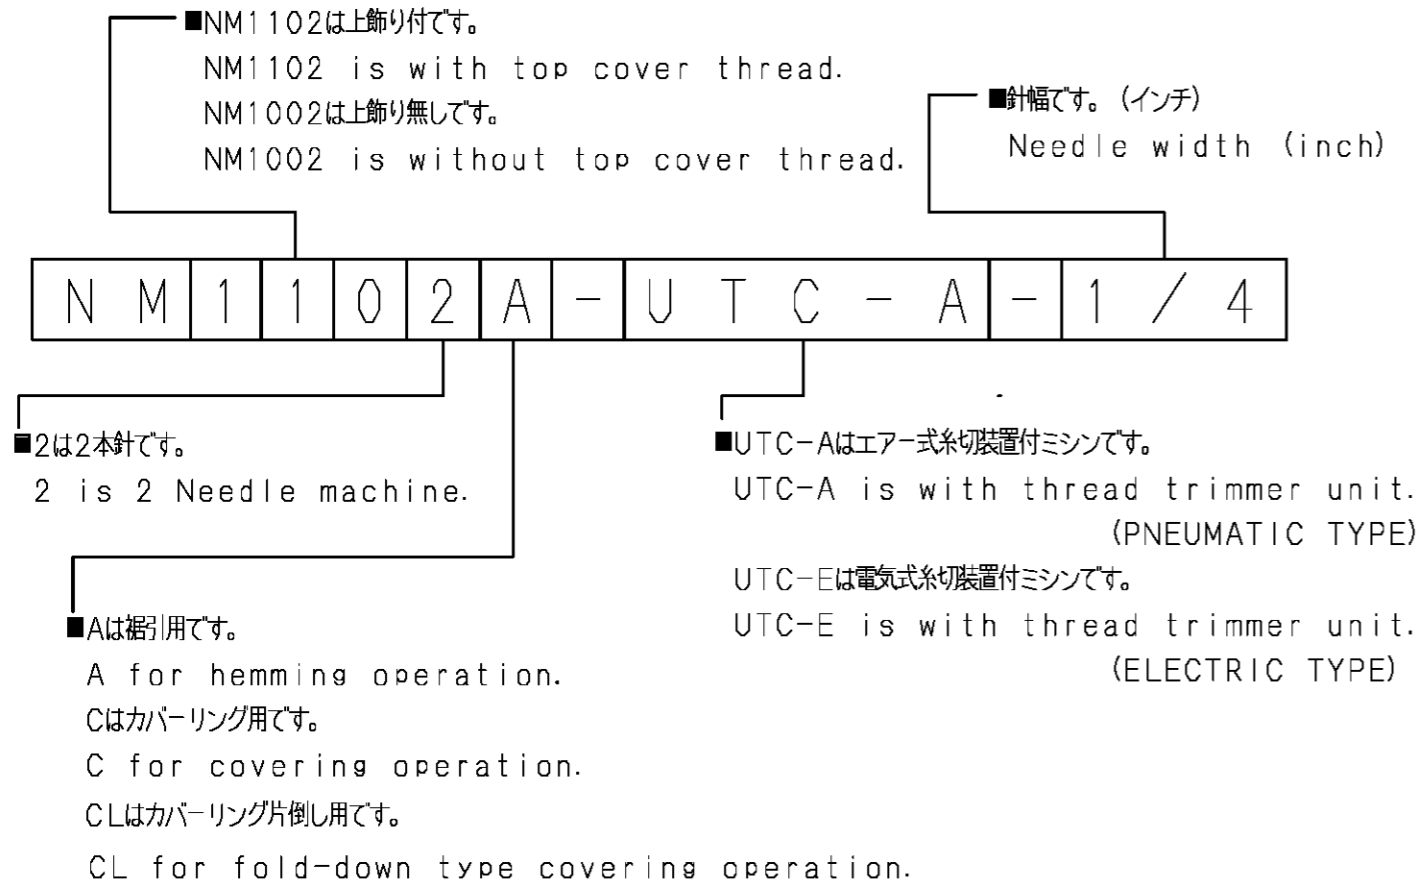 ■NM1102は上飾り付です。
NM1102 is with top cover thread.
NM1002は上飾り無しです。
NM1002 is without top cover thread.
■針幅です。（インチ）
Needle width (inch)
NM1102A-UTC-A-1/4
■2は2本針です。
2 is 2 Needle machine.
■Aは裾引用です。
A for hemming operation.
Cはカバーリング用です。
C for covering operation.
CLはカバーリング片倒し用です。
CL for fold-down type covering operation.
■UTC-Aはエアー式糸切装置付ミシンです。
UTC-A is with thread trimmer unit.
(PNEUMATIC TYPE)
UTC-Eは電気式糸切装置付ミシンです。
UTC-E is with thread trimmer unit.
(ELECTRIC TYPE)